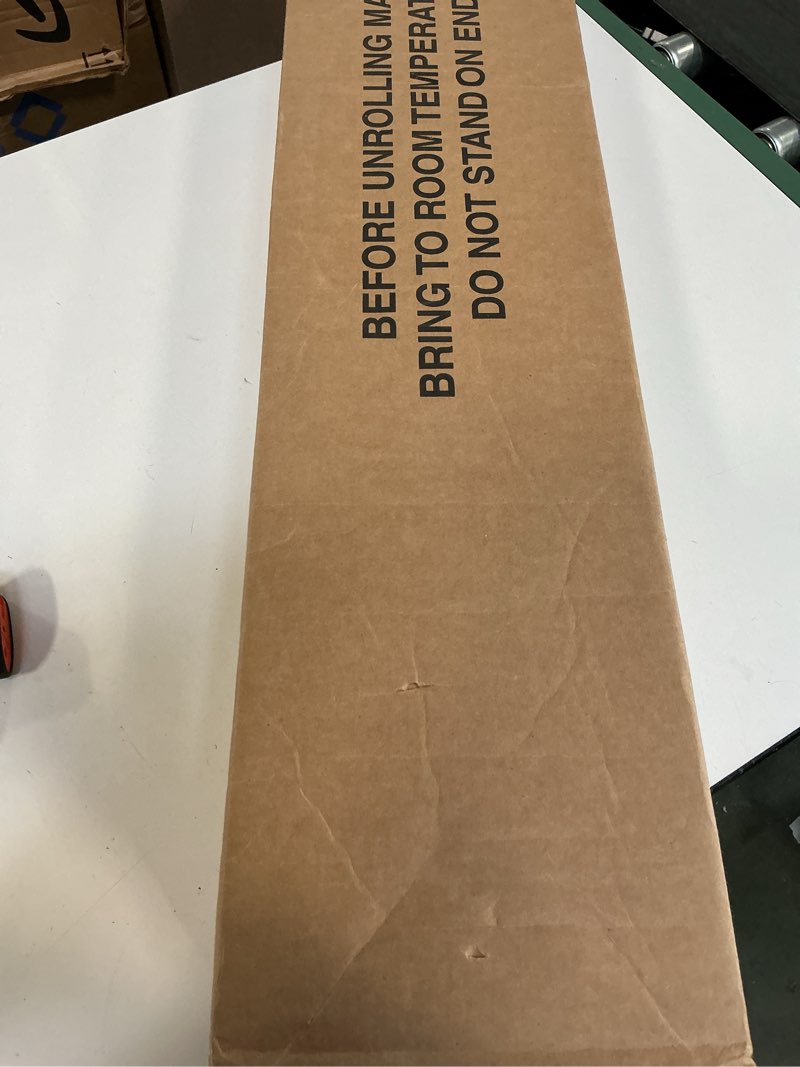 BEFORE UNROLLING
BRING TO ROOM
DO NOT STAND ON END